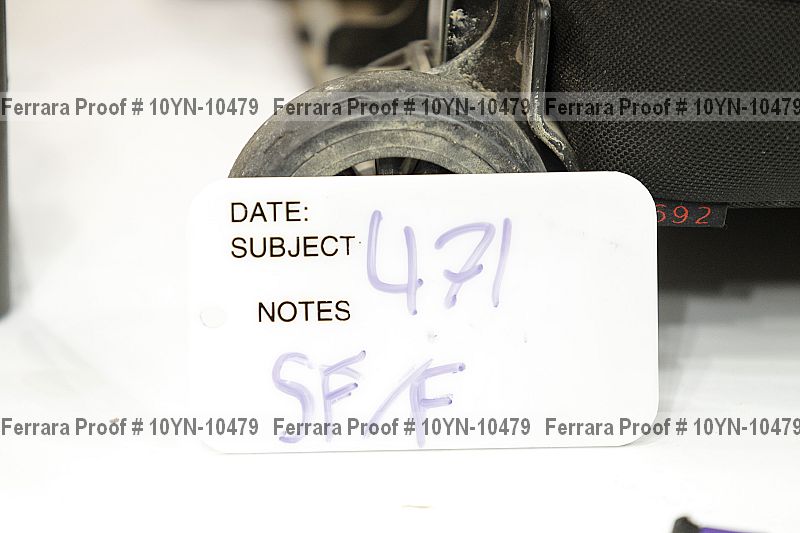 Ferrara Proof # 10YN-10479 Ferrara Proof # 10YN-10479 Ferrara Proof # 10YN-10479
DATE:
692
SUBJECT 471
NOTES
SF/F
Ferrara Proof # 10YN-10479 Ferrara Proof # 10YN-10479 Ferrara Proof # 10YN-10479